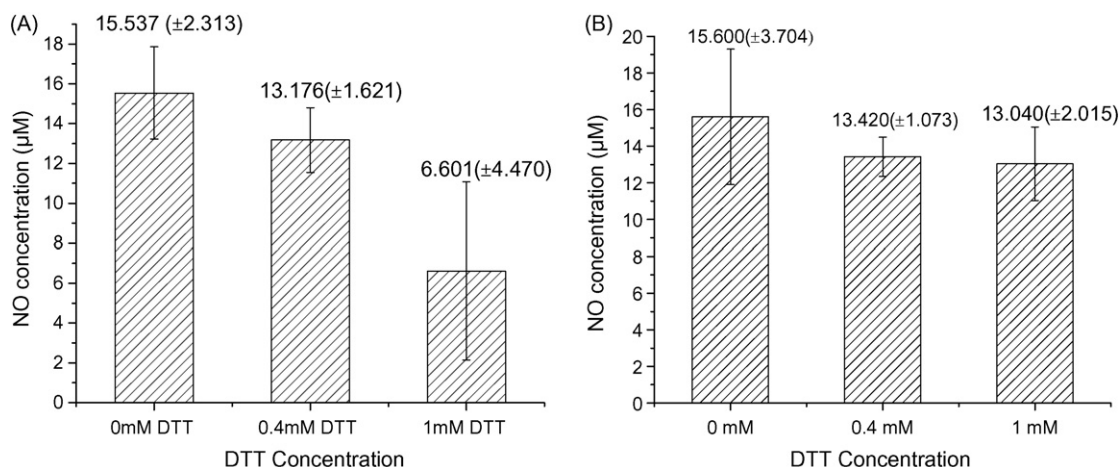 (A)
15.537 (±2.313)
13.176(±1.621)
6.601(±4.470)
NO concentration (μM)
18
16
14
12
10
8
6
4
2
0
0mM DTT
0.4mM DTT
1mM DTT
DTT Concentration
(B)
15.600(±3.704)
13.420(±1.073)
13.040(±2.015)
NO concentration (μM)
20
18
16
14
12
10
8
6
4
2
0
0 mM
0.4 mM
1 mM
DTT Concentration